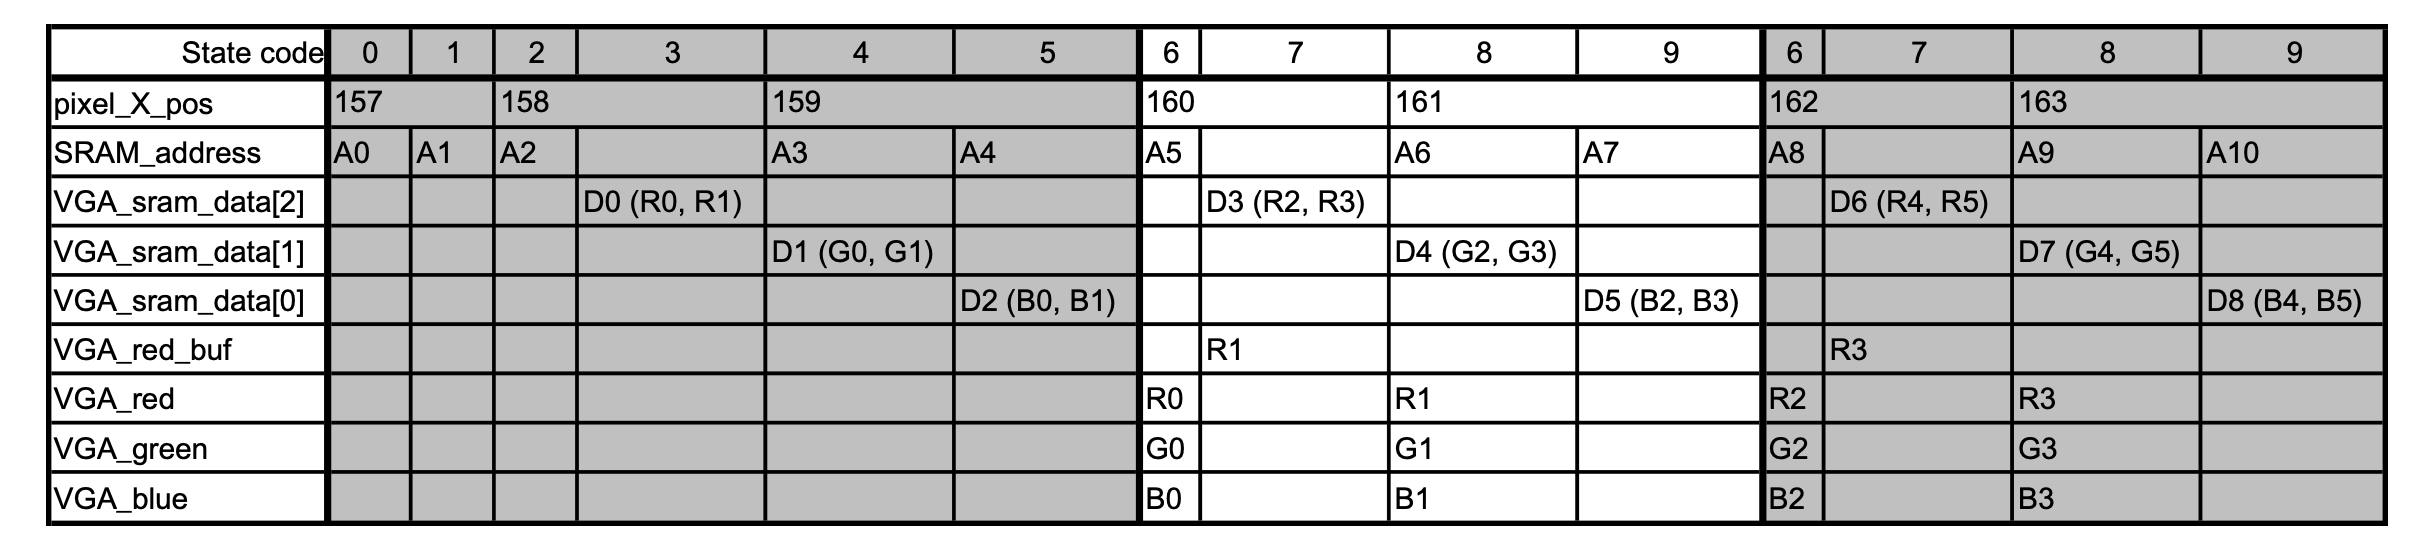 State code 0 1 2 3 4 5 6 7 8 9 6 7 8 9
pixel_X_pos 157 158 159 160 161 162 163
SRAM_address A0 A1 A2 A3 A4 A5 A6 A7 A8 A9 A10
VGA_sram_data[2] D0 (R0, R1) D3 (R2, R3) D6 (R4, R5)
VGA_sram_data[1] D1 (G0, G1) D4 (G2, G3) D7 (G4, G5)
VGA_sram_data[0] D2 (B0, B1) D5 (B2, B3) D8 (B4, B5)
VGA_red_buf R1 R3
VGA_red R0 R1 R2 R3
VGA_green G0 G1 G2 G3
VGA_blue B0 B1 B2 B3